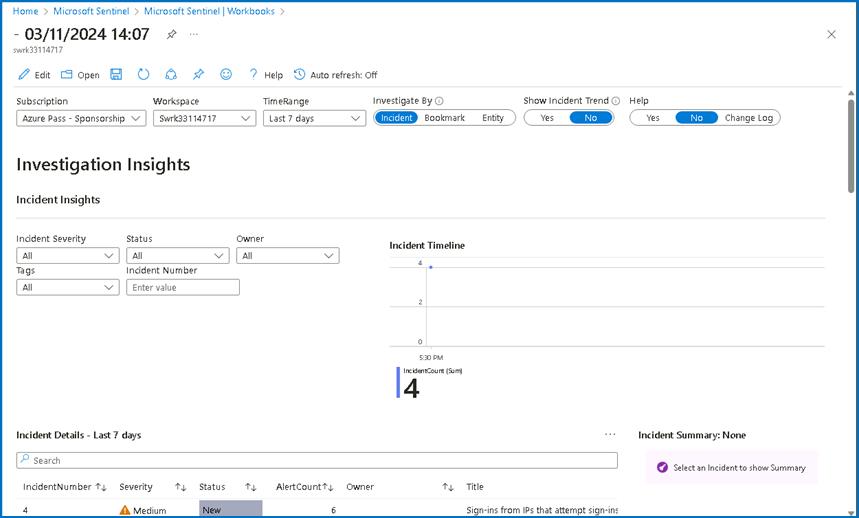 Home > Microsoft Sentinel > Microsoft Sentinel | Workbooks >
- 03/11/2024 14:07 ...
swrk33114717
Edit Open Help Auto refresh: Off
Subscription Workspace TimeRange Investigate By Show Incident Trend Help
Azure Pass - Sponsorship Swrk33114717 Last 7 days Incident Bookmark Entity Yes No Yes No Change Log
Investigation Insights
Incident Insights
Incident Severity Status Owner
All All All
Tags Incident Number
All Enter value
Incident Timeline
4
2
0
5:30 PM
IncidentCount (Sum)
4
Incident Details - Last 7 days ...
Search
IncidentNumber Severity Status AlertCount Owner Title
4 Medium New 6 Sign-ins from IPs that attempt sign-ins
Incident Summary: None
Select an Incident to show Summary